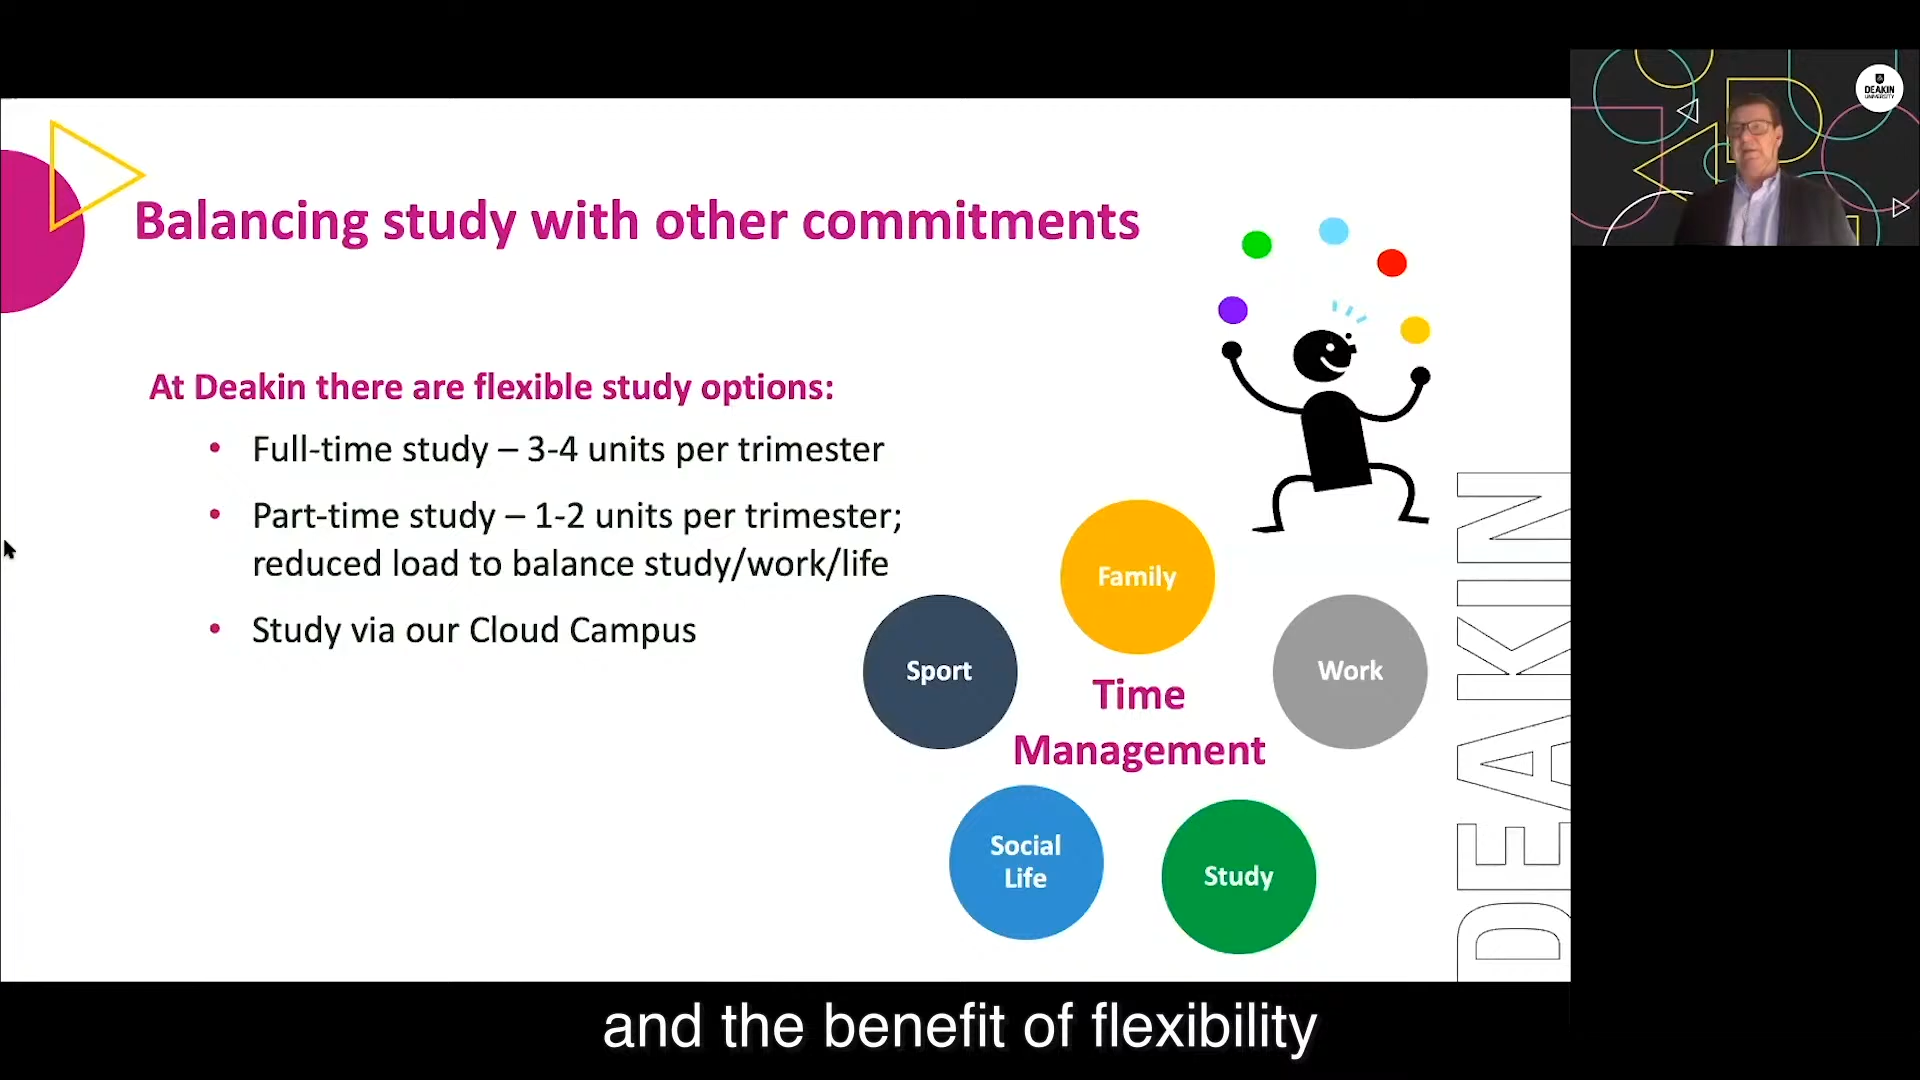 DEAKIN
UNIVERSITY
Balancing study with other commitments
At Deakin there are flexible study options:
• Full-time study – 3-4 units per trimester
• Part-time study – 1-2 units per trimester;
reduced load to balance study/work/life
• Study via our Cloud Campus
Family
Sport
Work
Time
Management
Social
Life
Study
DEAKIN
and the benefit of flexibility